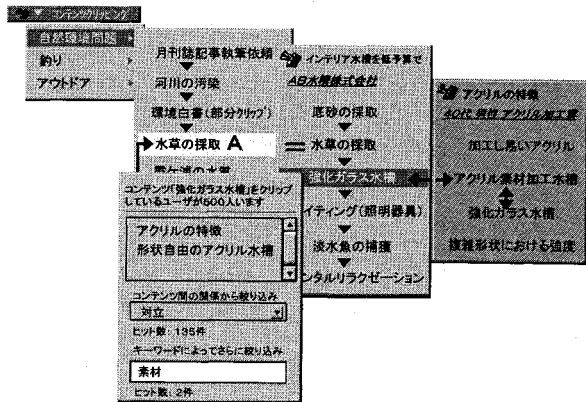 コンテンツクリッピング
自然環境問題
釣り
アウトドア
月刊誌記事執筆依頼
河川の汚染
環境白書(部分クリップ)
水草の採取 A
インテリア水槽を低予算で
AB水槽株式会社
底砂の採取
水草の採取
強化ガラス水槽
イティング(照明器具)
淡水魚の捕獲
ンタルリラクゼーション
アクリルの特徴
40代 男性 アクリル加工業
加工し易いアクリル
アクリル素材加工水槽
強化ガラス水槽
複雑形状における強度
コンテンツ「強化ガラス水槽」をクリップ
しているユーザが500人います
アクリルの特徴
形状自由のアクリル水槽
コンテンツ間の関係から絞り込み
対立
ヒット数: 135件
キーワードによってさらに絞り込み
素材
ヒット数: 2件